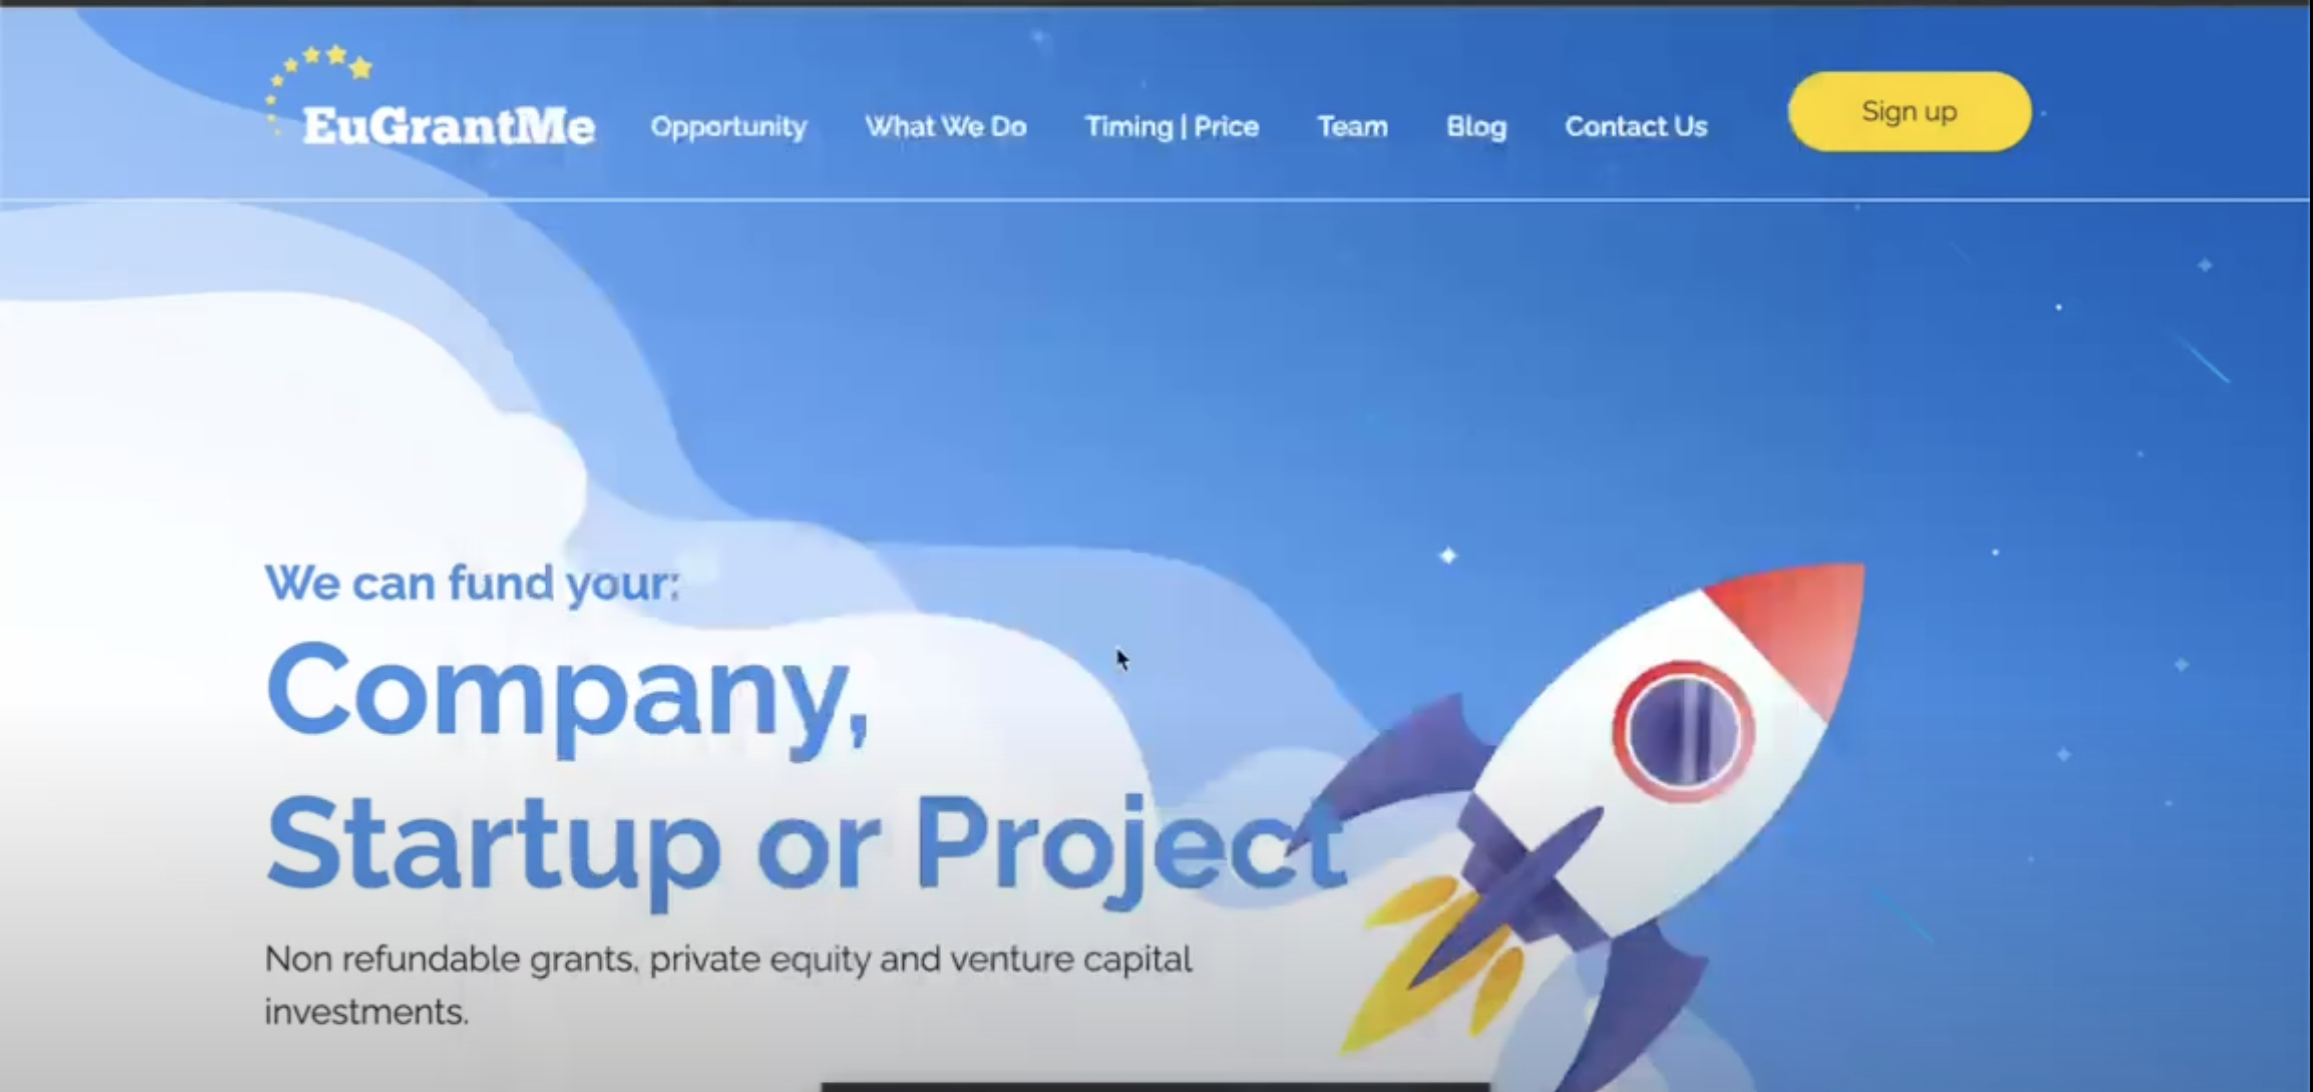 EuGrantMe
Opportunity
What We Do
Timing | Price
Team
Blog
Contact Us
Sign up
We can fund your:
Company,
Startup or Project
Non refundable grants, private equity and venture capital
investments.